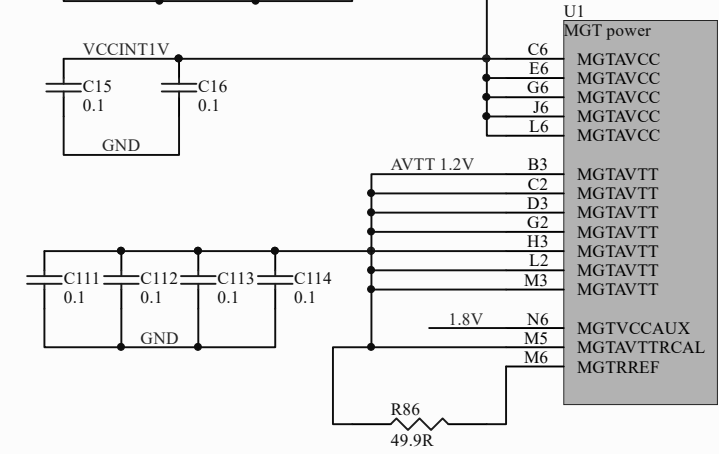 U1
MGT power
VCCINT1V
C6 MGTAVCC
E6 MGTAVCC
C15 C16 G6 MGTAVCC
0.1 0.1 J6 MGTAVCC
L6 MGTAVCC
GND
AVTT 1.2V B3 MGTAVTT
C2 MGTAVTT
D3 MGTAVTT
G2 MGTAVTT
H3 MGTAVTT
L2 MGTAVTT
C111 C112 C113 C114 M3 MGTAVTT
0.1 0.1 0.1 0.1
1.8V N6 MGTVCCAUX
GND M5 MGTAVTTRCAL
M6 MGTRREF
R86
49.9R